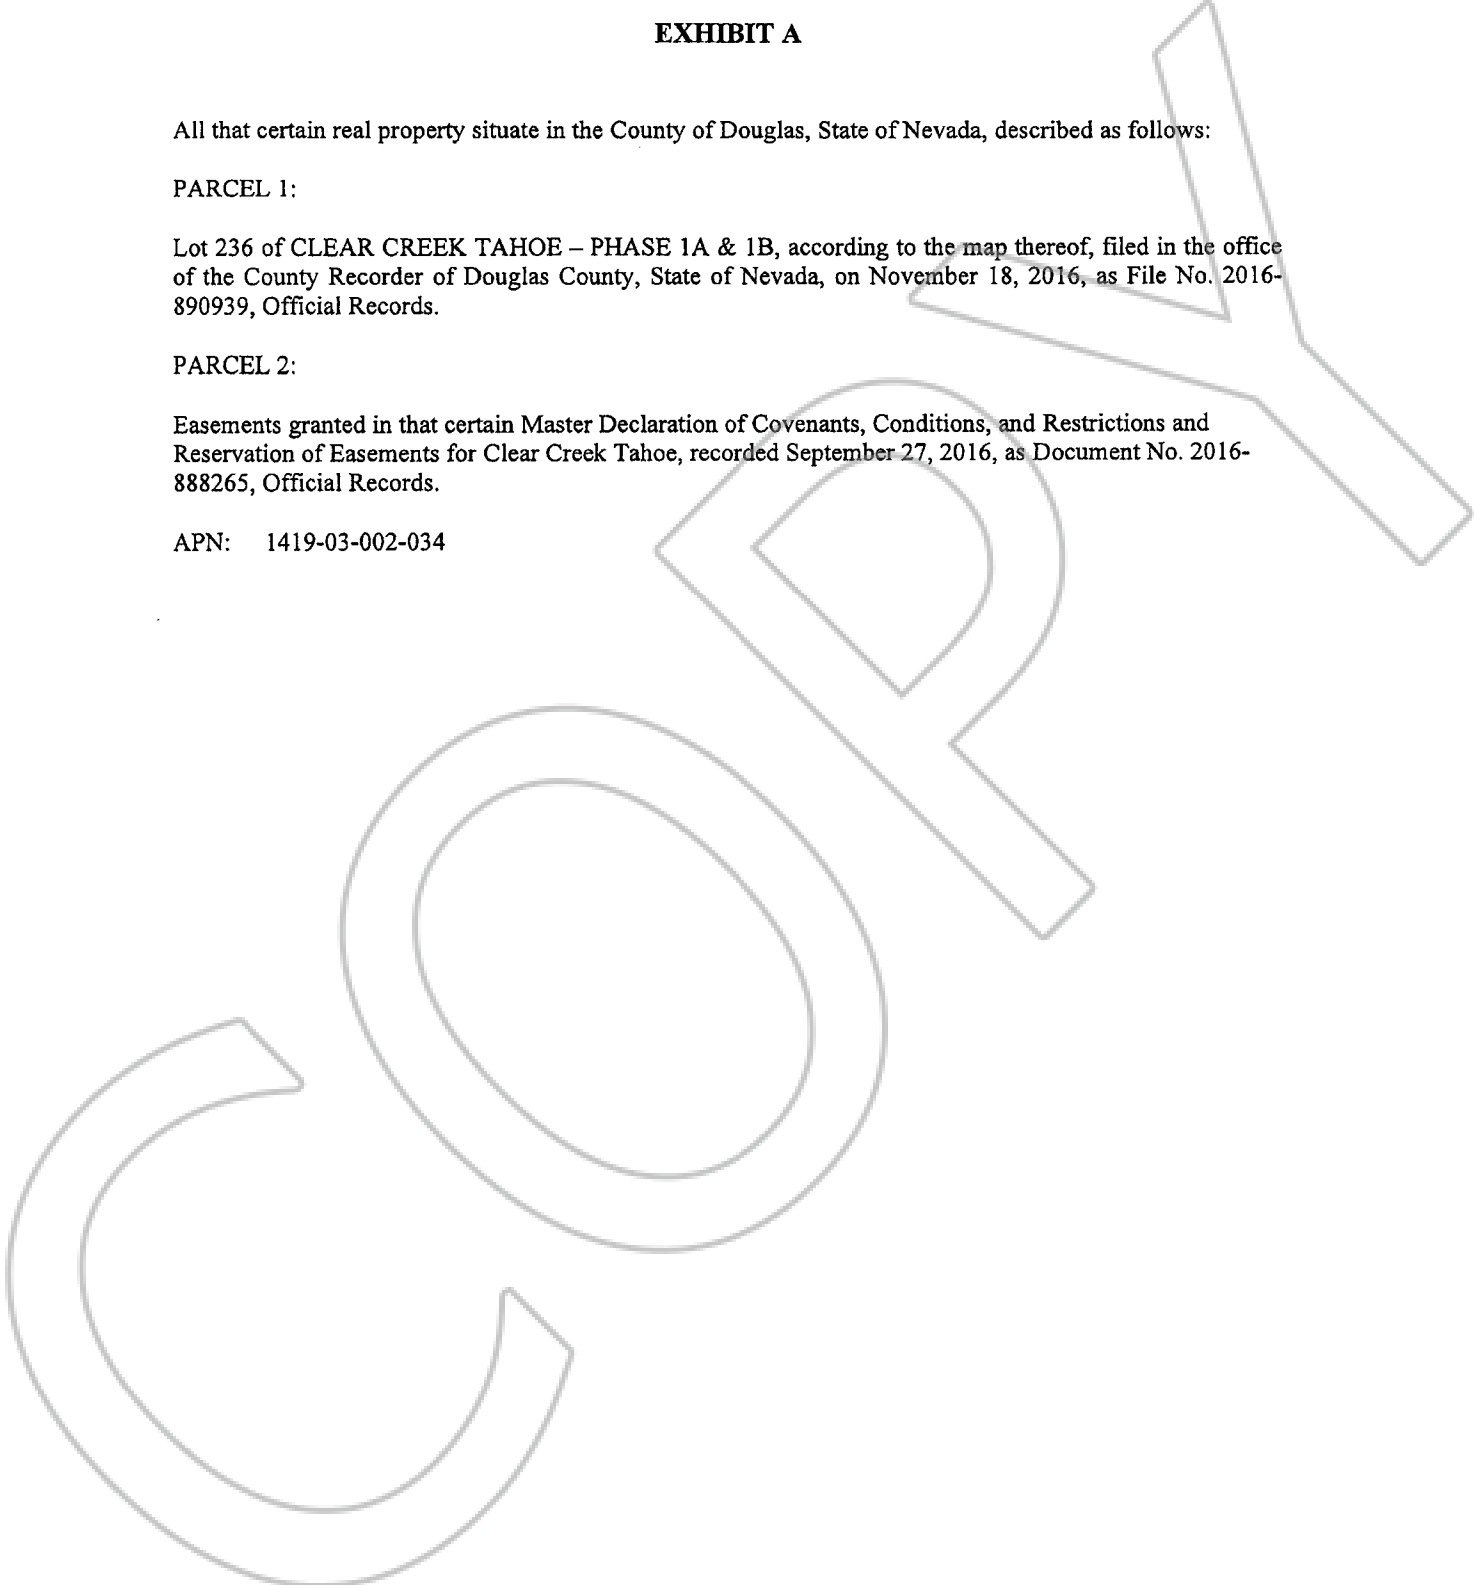 EXHIBIT A
All that certain real property situate in the County of Douglas, State of Nevada, described as follows:
PARCEL 1:
Lot 236 of CLEAR CREEK TAHOE – PHASE 1A & 1B, according to the map thereof, filed in the office
of the County Recorder of Douglas County, State of Nevada, on November 18, 2016, as File No. 2016-
890939, Official Records.
PARCEL 2:
Easements granted in that certain Master Declaration of Covenants, Conditions, and Restrictions and
Reservation of Easements for Clear Creek Tahoe, recorded September 27, 2016, as Document No. 2016-
888265, Official Records.
APN: 1419-03-002-034
COPY